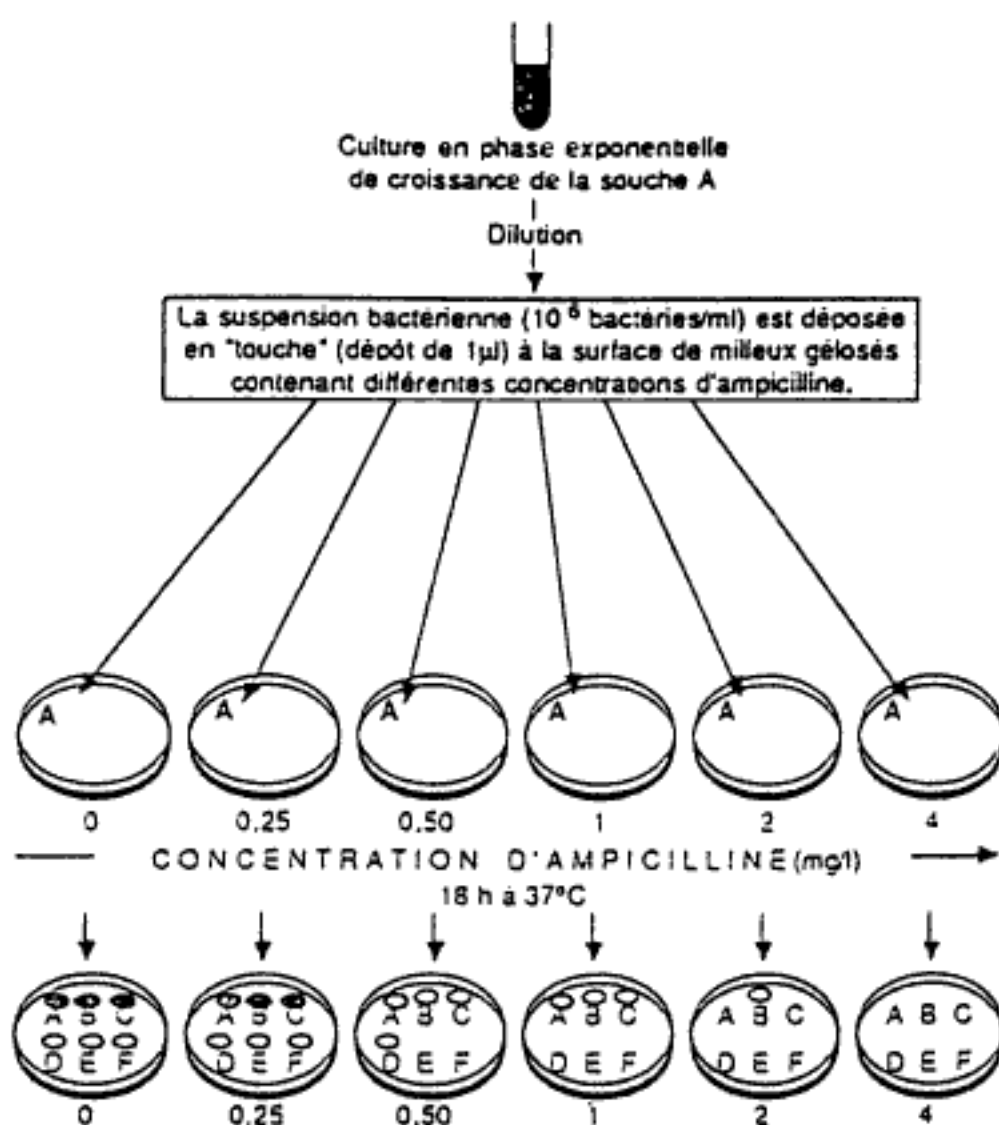 Culture en phase exponentielle
de croissance de la souche A
Dilution
La suspension bactérienne (10⁶ bactéries/ml) est déposée
en "touche" (dépôt de 1µl) à la surface de milieux gélosés
contenant différentes concentrations d'ampicilline.
A A A A A A
0 0,25 0,50 1 2 4
CONCENTRATION D'AMPICILLINE (mg/l)
18 h à 37°C
A B C A B C A B C A B C A B C A B C
D E F D E F D E F D E F D E F D E F
0 0.25 0.50 1 2 4